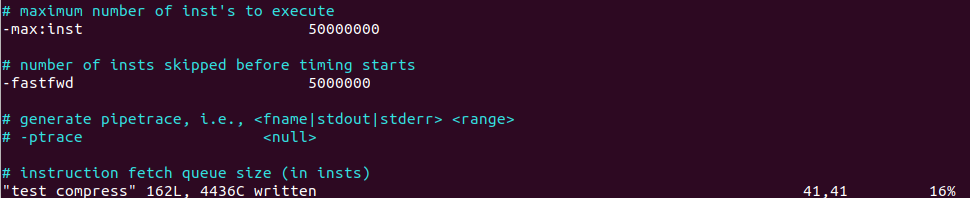 # maximum number of inst's to execute
-max:inst 50000000
# number of insts skipped before timing starts
-fastfwd 5000000
# generate pipetrace, i.e., <fname|stdout|stderr> <range>
# -ptrace <null>
# instruction fetch queue size (in insts)
"test_compress" 162L, 4436C written 41,41 16%